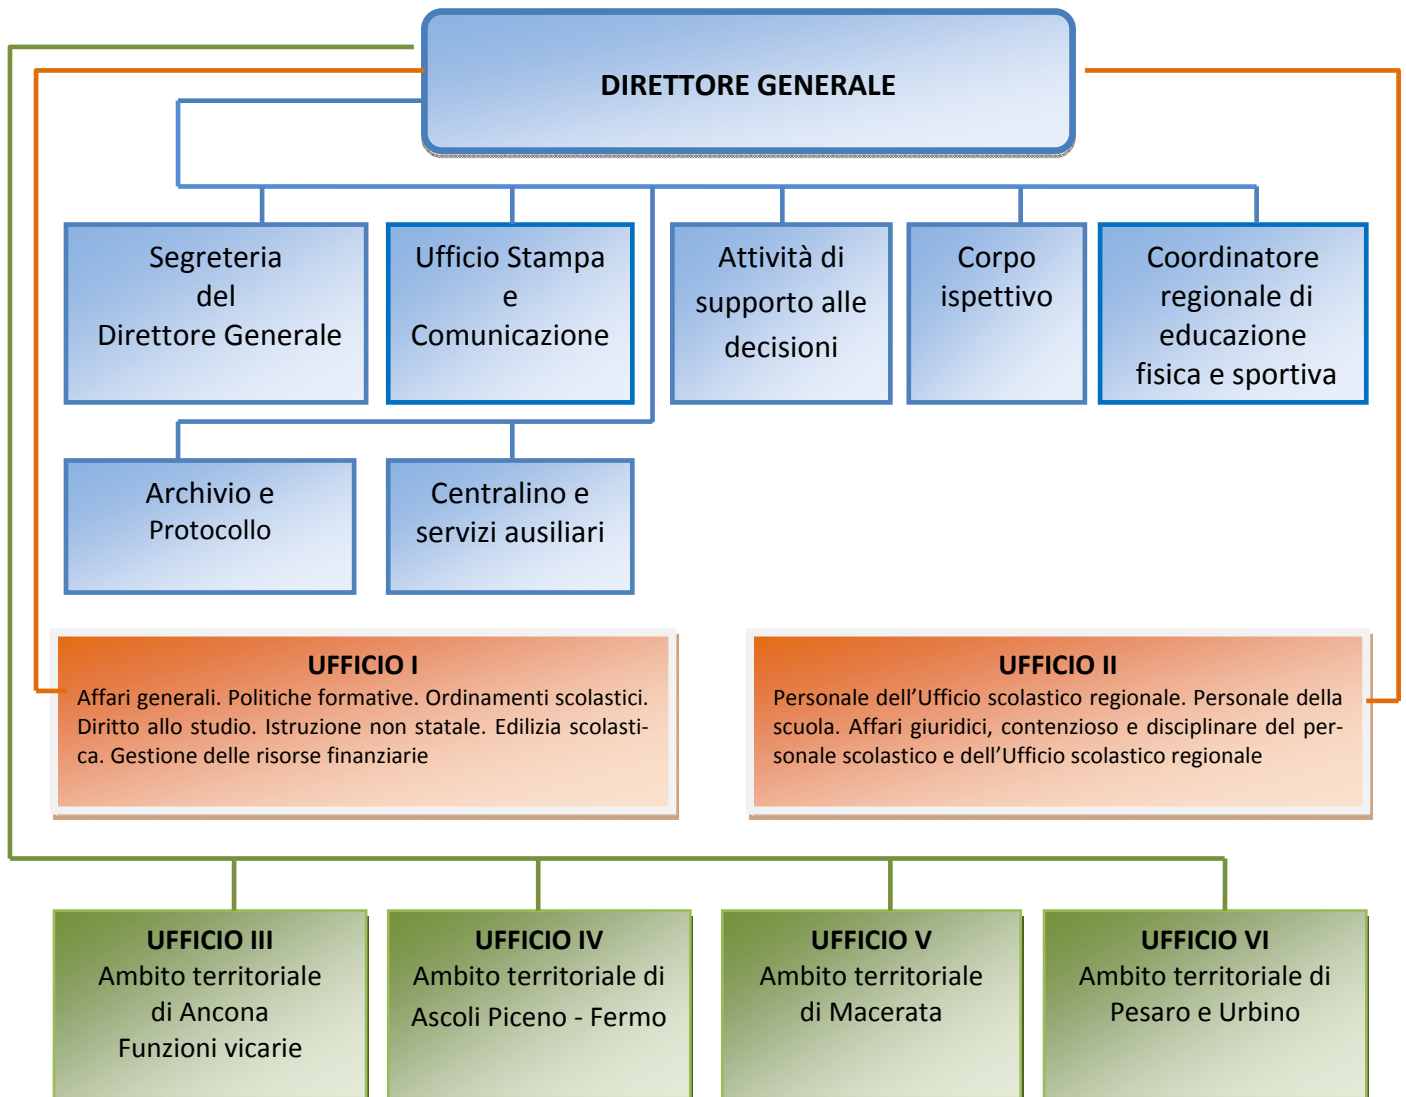 DIRETTORE GENERALE
Segreteria
del
Direttore Generale
Ufficio Stampa
e
Comunicazione
Attività di
supporto alle
decisioni
Corpo
ispettivo
Coordinatore
regionale di
educazione
fisica e sportiva
Archivio e
Protocollo
Centralino e
servizi ausiliari
UFFICIO I
Affari generali. Politiche formative. Ordinamenti scolastici.
Diritto allo studio. Istruzione non statale. Edilizia scolasti-
ca. Gestione delle risorse finanziarie
UFFICIO II
Personale dell’Ufficio scolastico regionale. Personale della
scuola. Affari giuridici, contenzioso e disciplinare del per-
sonale scolastico e dell’Ufficio scolastico regionale
UFFICIO III
Ambito territoriale
di Ancona
Funzioni vicarie
UFFICIO IV
Ambito territoriale di
Ascoli Piceno - Fermo
UFFICIO V
Ambito territoriale
di Macerata
UFFICIO VI
Ambito territoriale di
Pesaro e Urbino